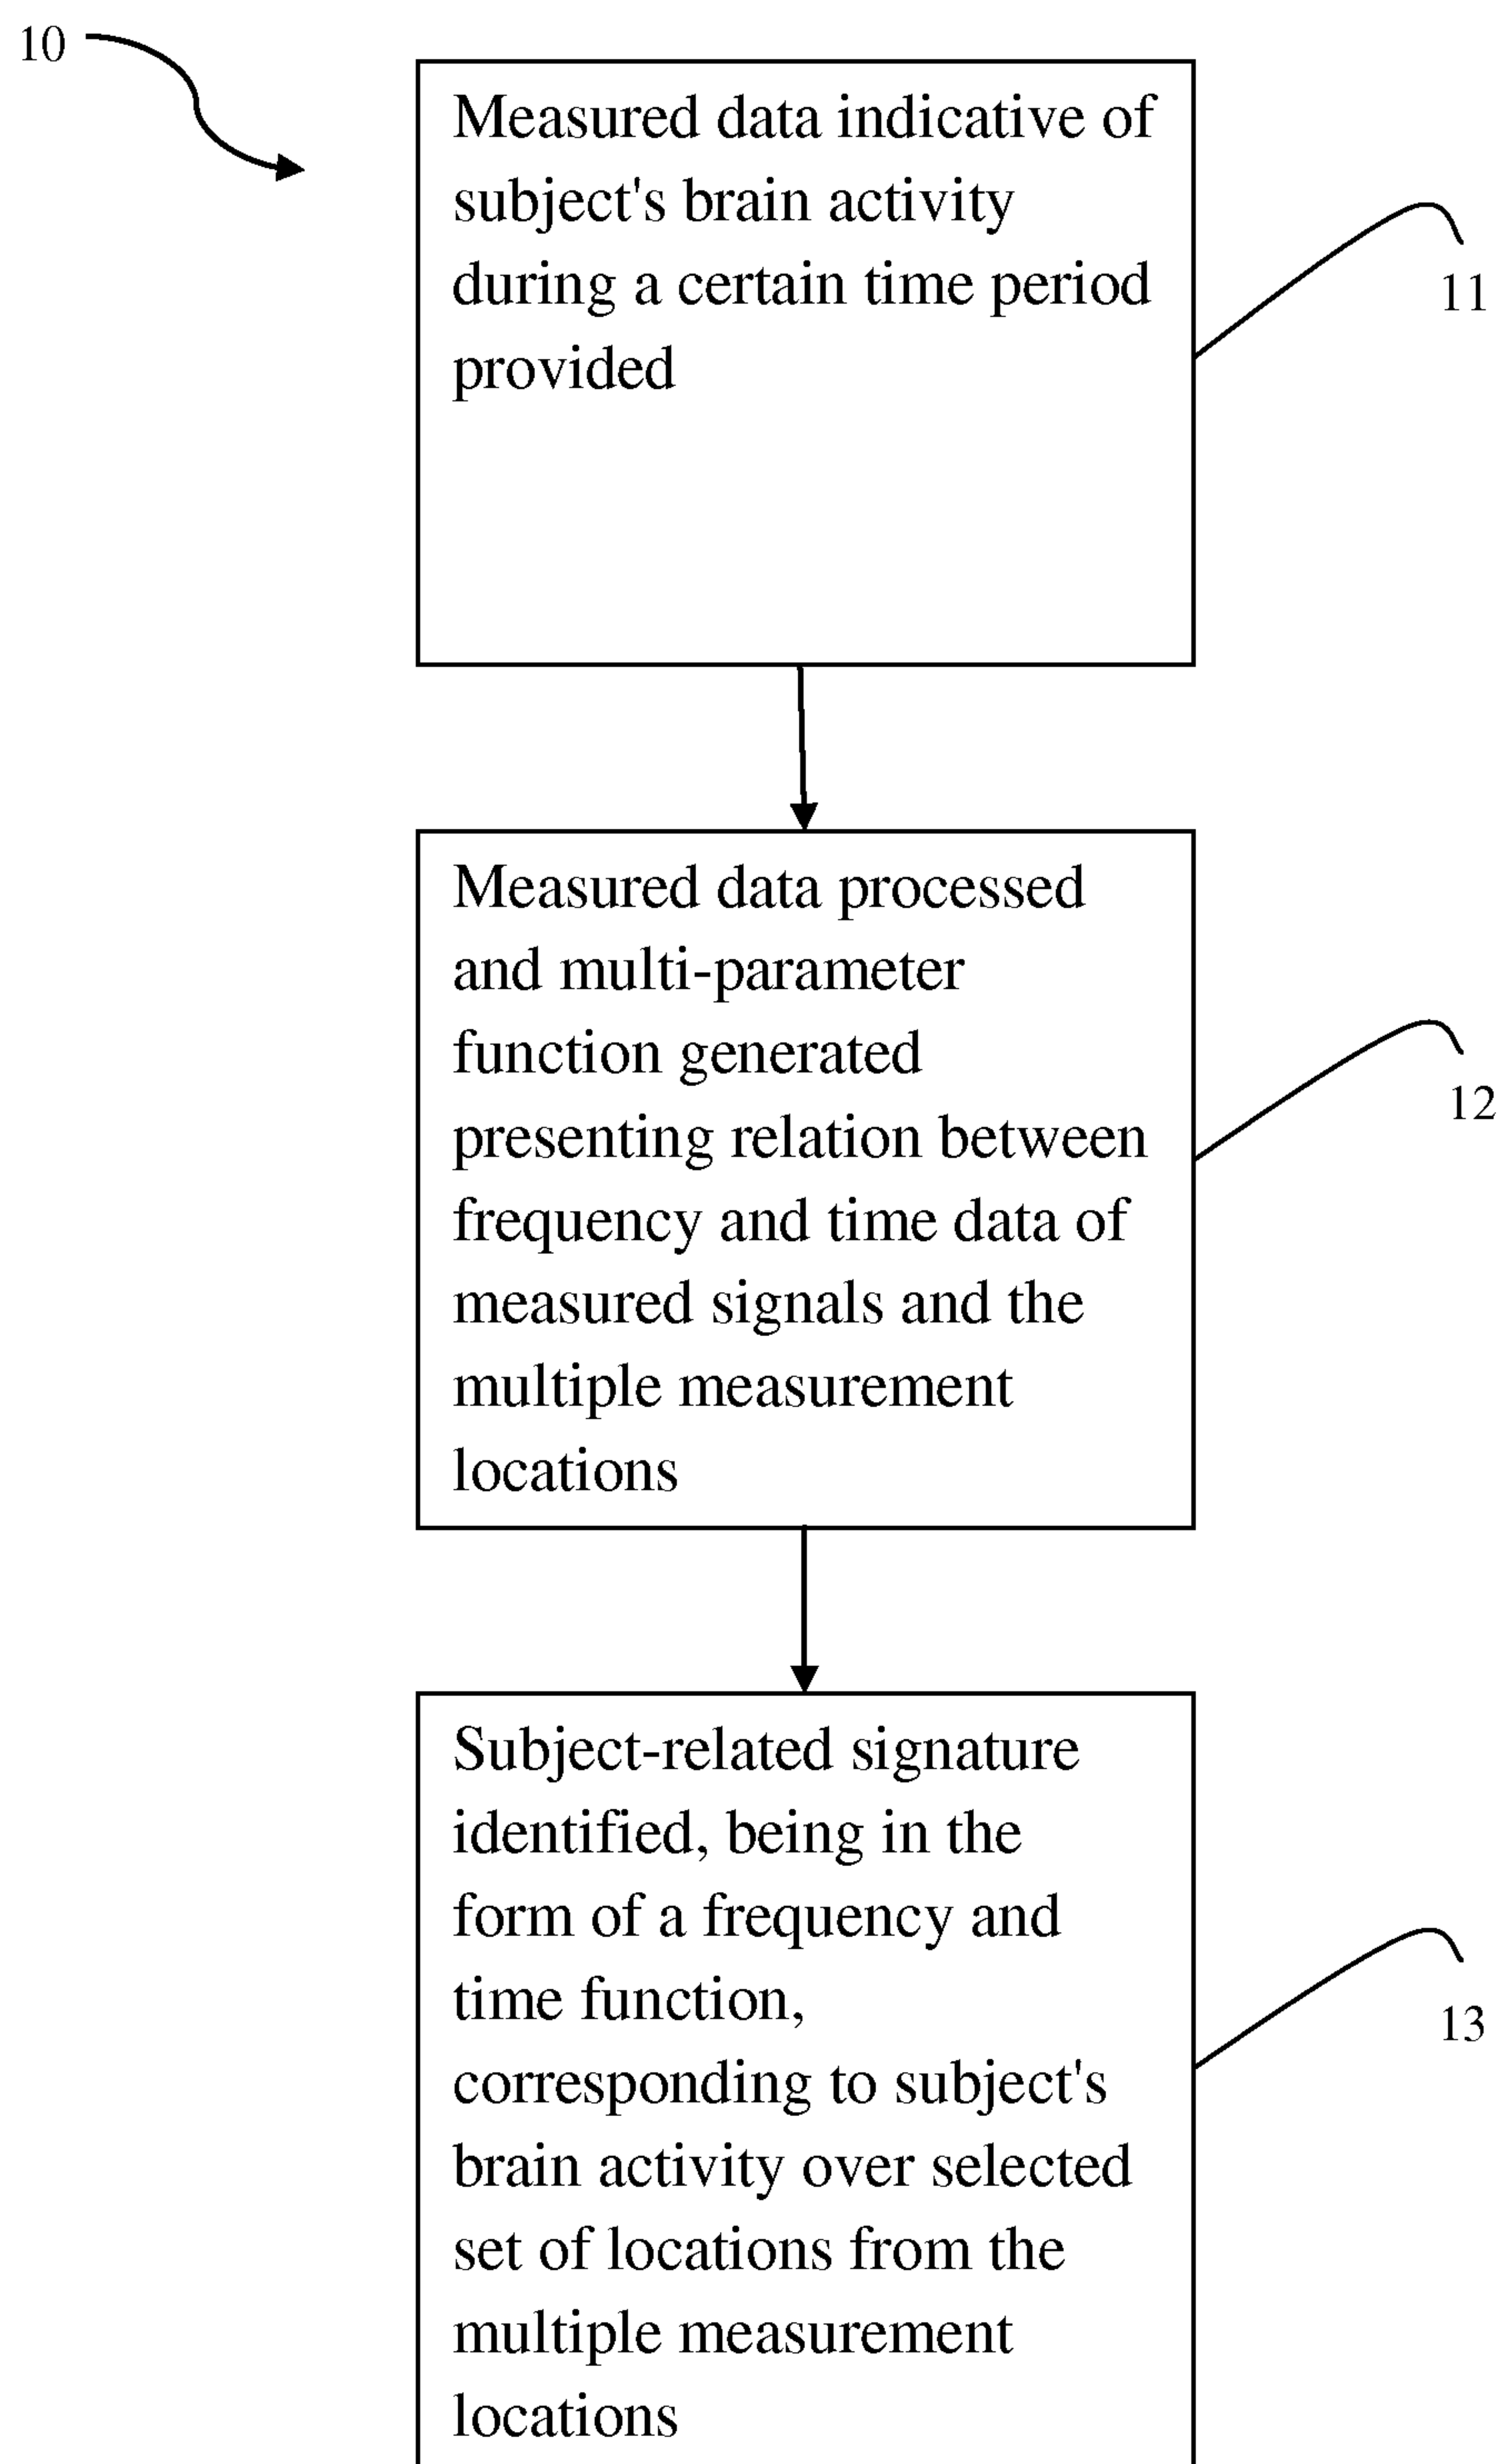 10
Measured data indicative of
subject's brain activity
during a certain time period
provided
11
Measured data processed
and multi-parameter
function generated
presenting relation between
frequency and time data of
measured signals and the
multiple measurement
locations
12
Subject-related signature
identified, being in the
form of a frequency and
time function,
corresponding to subject's
brain activity over selected
set of locations from the
multiple measurement
locations
13